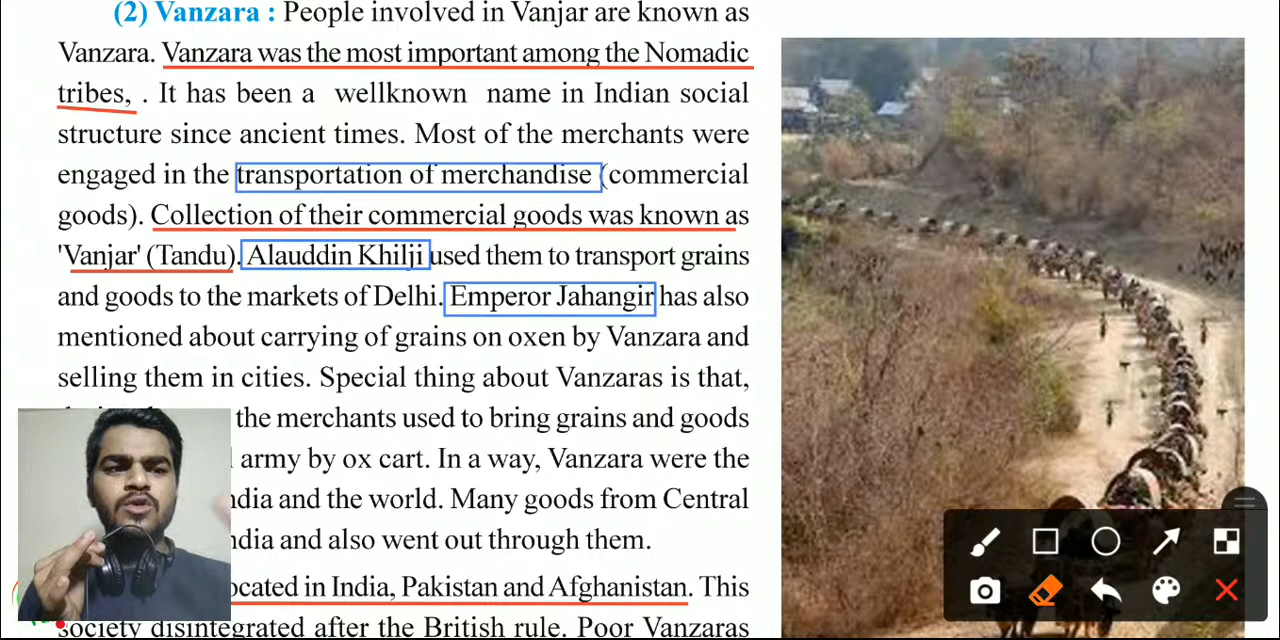 (2) Vanzara : People involved in Vanjar are known as
Vanzara. Vanzara was the most important among the Nomadic
tribes, . It has been a wellknown name in Indian social
structure since ancient times. Most of the merchants were
engaged in the transportation of merchandise (commercial
goods). Collection of their commercial goods was known as
'Vanjar' (Tandu). Alauddin Khilji used them to transport grains
and goods to the markets of Delhi. Emperor Jahangir has also
mentioned about carrying of grains on oxen by Vanzara and
selling them in cities. Special thing about Vanzaras is that,
the merchants used to bring grains and goods
army by ox cart. In a way, Vanzara were the
and the world. Many goods from Central
and also went out through them.
in India, Pakistan and Afghanistan. This
society disintegrated after the British rule. Poor Vanzaras